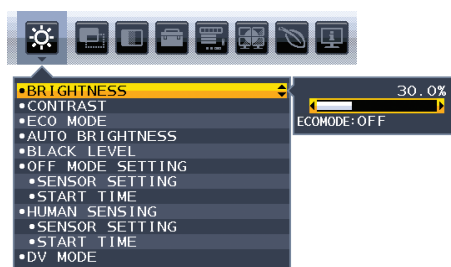 •BRIGHTNESS
•CONTRAST
•ECO MODE
•AUTO BRIGHTNESS
•BLACK LEVEL
•OFF MODE SETTING
•SENSOR SETTING
•START TIME
•HUMAN SENSING
•SENSOR SETTING
•START TIME
•DV MODE
30.0%
ECOMODE:OFF